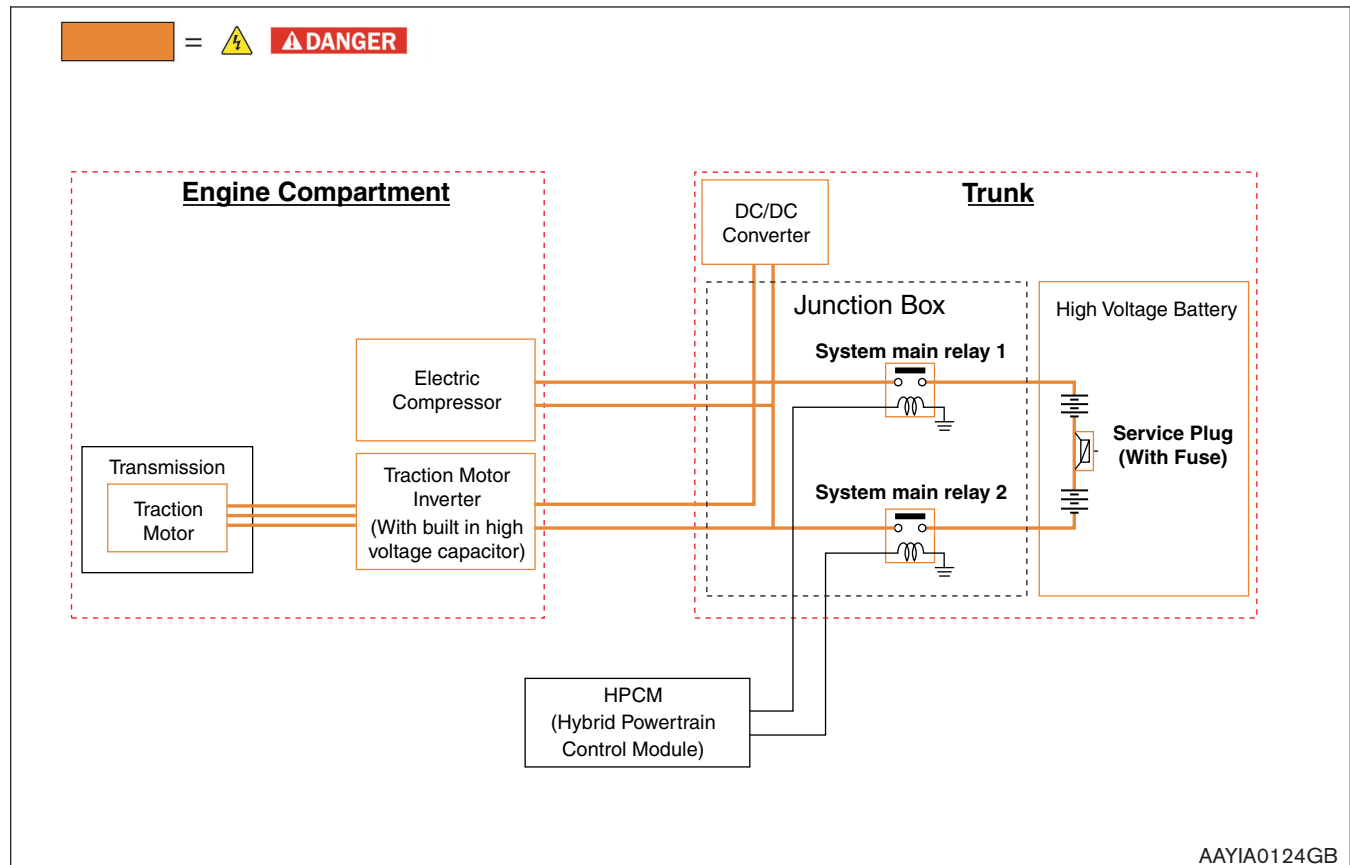 = DANGER
Engine Compartment
Trunk
DC/DC
Converter
Junction Box
High Voltage Battery
System main relay 1
Electric
Compressor
Service Plug
(With Fuse)
Transmission
Traction
Motor
Traction Motor
Inverter
(With built in high
voltage capacitor)
System main relay 2
HPCM
(Hybrid Powertrain
Control Module)
AAYIA0124GB